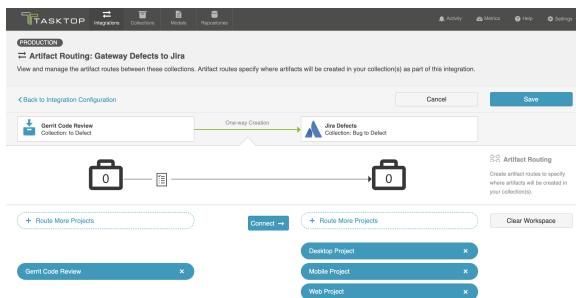 TASKTOP
Integrations
Collections
Models
Repositories
Activity
Metrics
Help
Settings
PRODUCTION
Artifact Routing: Gateway Defects to Jira
View and manage the artifact routes between these collections. Artifact routes specify where artifacts will be created in your collection(s) as part of this integration.
Back to Integration Configuration
Cancel
Save
Gerrit Code Review
Collection: to Defect
One-way Creation
Jira Defects
Collection: Bug to Defect
0
0
Artifact Routing
Create artifact routes to specify
where artifacts will be created in
your collection(s).
+ Route More Projects
Connect →
+ Route More Projects
Clear Workspace
Desktop Project ×
Gerrit Code Review ×
Mobile Project ×
Web Project ×